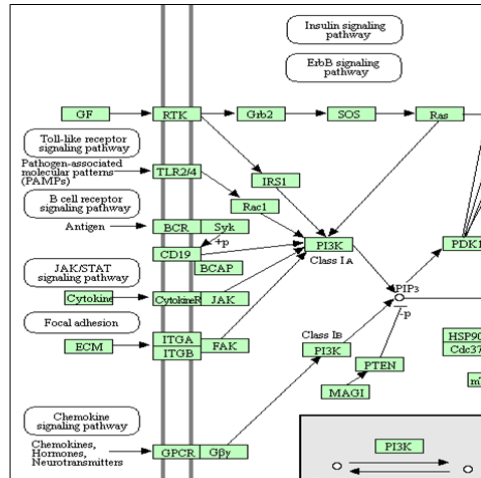 Insulin signaling
pathway
ErbB signaling
pathway
GF
RTK
Grb2
SOS
Ras
Toll-like receptor
signaling pathway
Pathogen-associated
molecular patterns
(PAMPs)
TLR2/4
IRS1
Rac1
B cell receptor
signaling pathway
Antigen
BCR
Syk
+p
CD19
BCAP
PI3K
Class IA
PDK1
JAK/STAT
signaling pathway
Cytokine
CytokineR
JAK
PIP3
-p
Focal adhesion
ECM
ITGA
ITGB
FAK
Class IB
PI3K
PTEN
MAGI
HSP90
Cdc37
Chemokine
signaling pathway
Chemokines,
Hormones,
Neurotransmitters
GPCR
Gβγ
PI3K